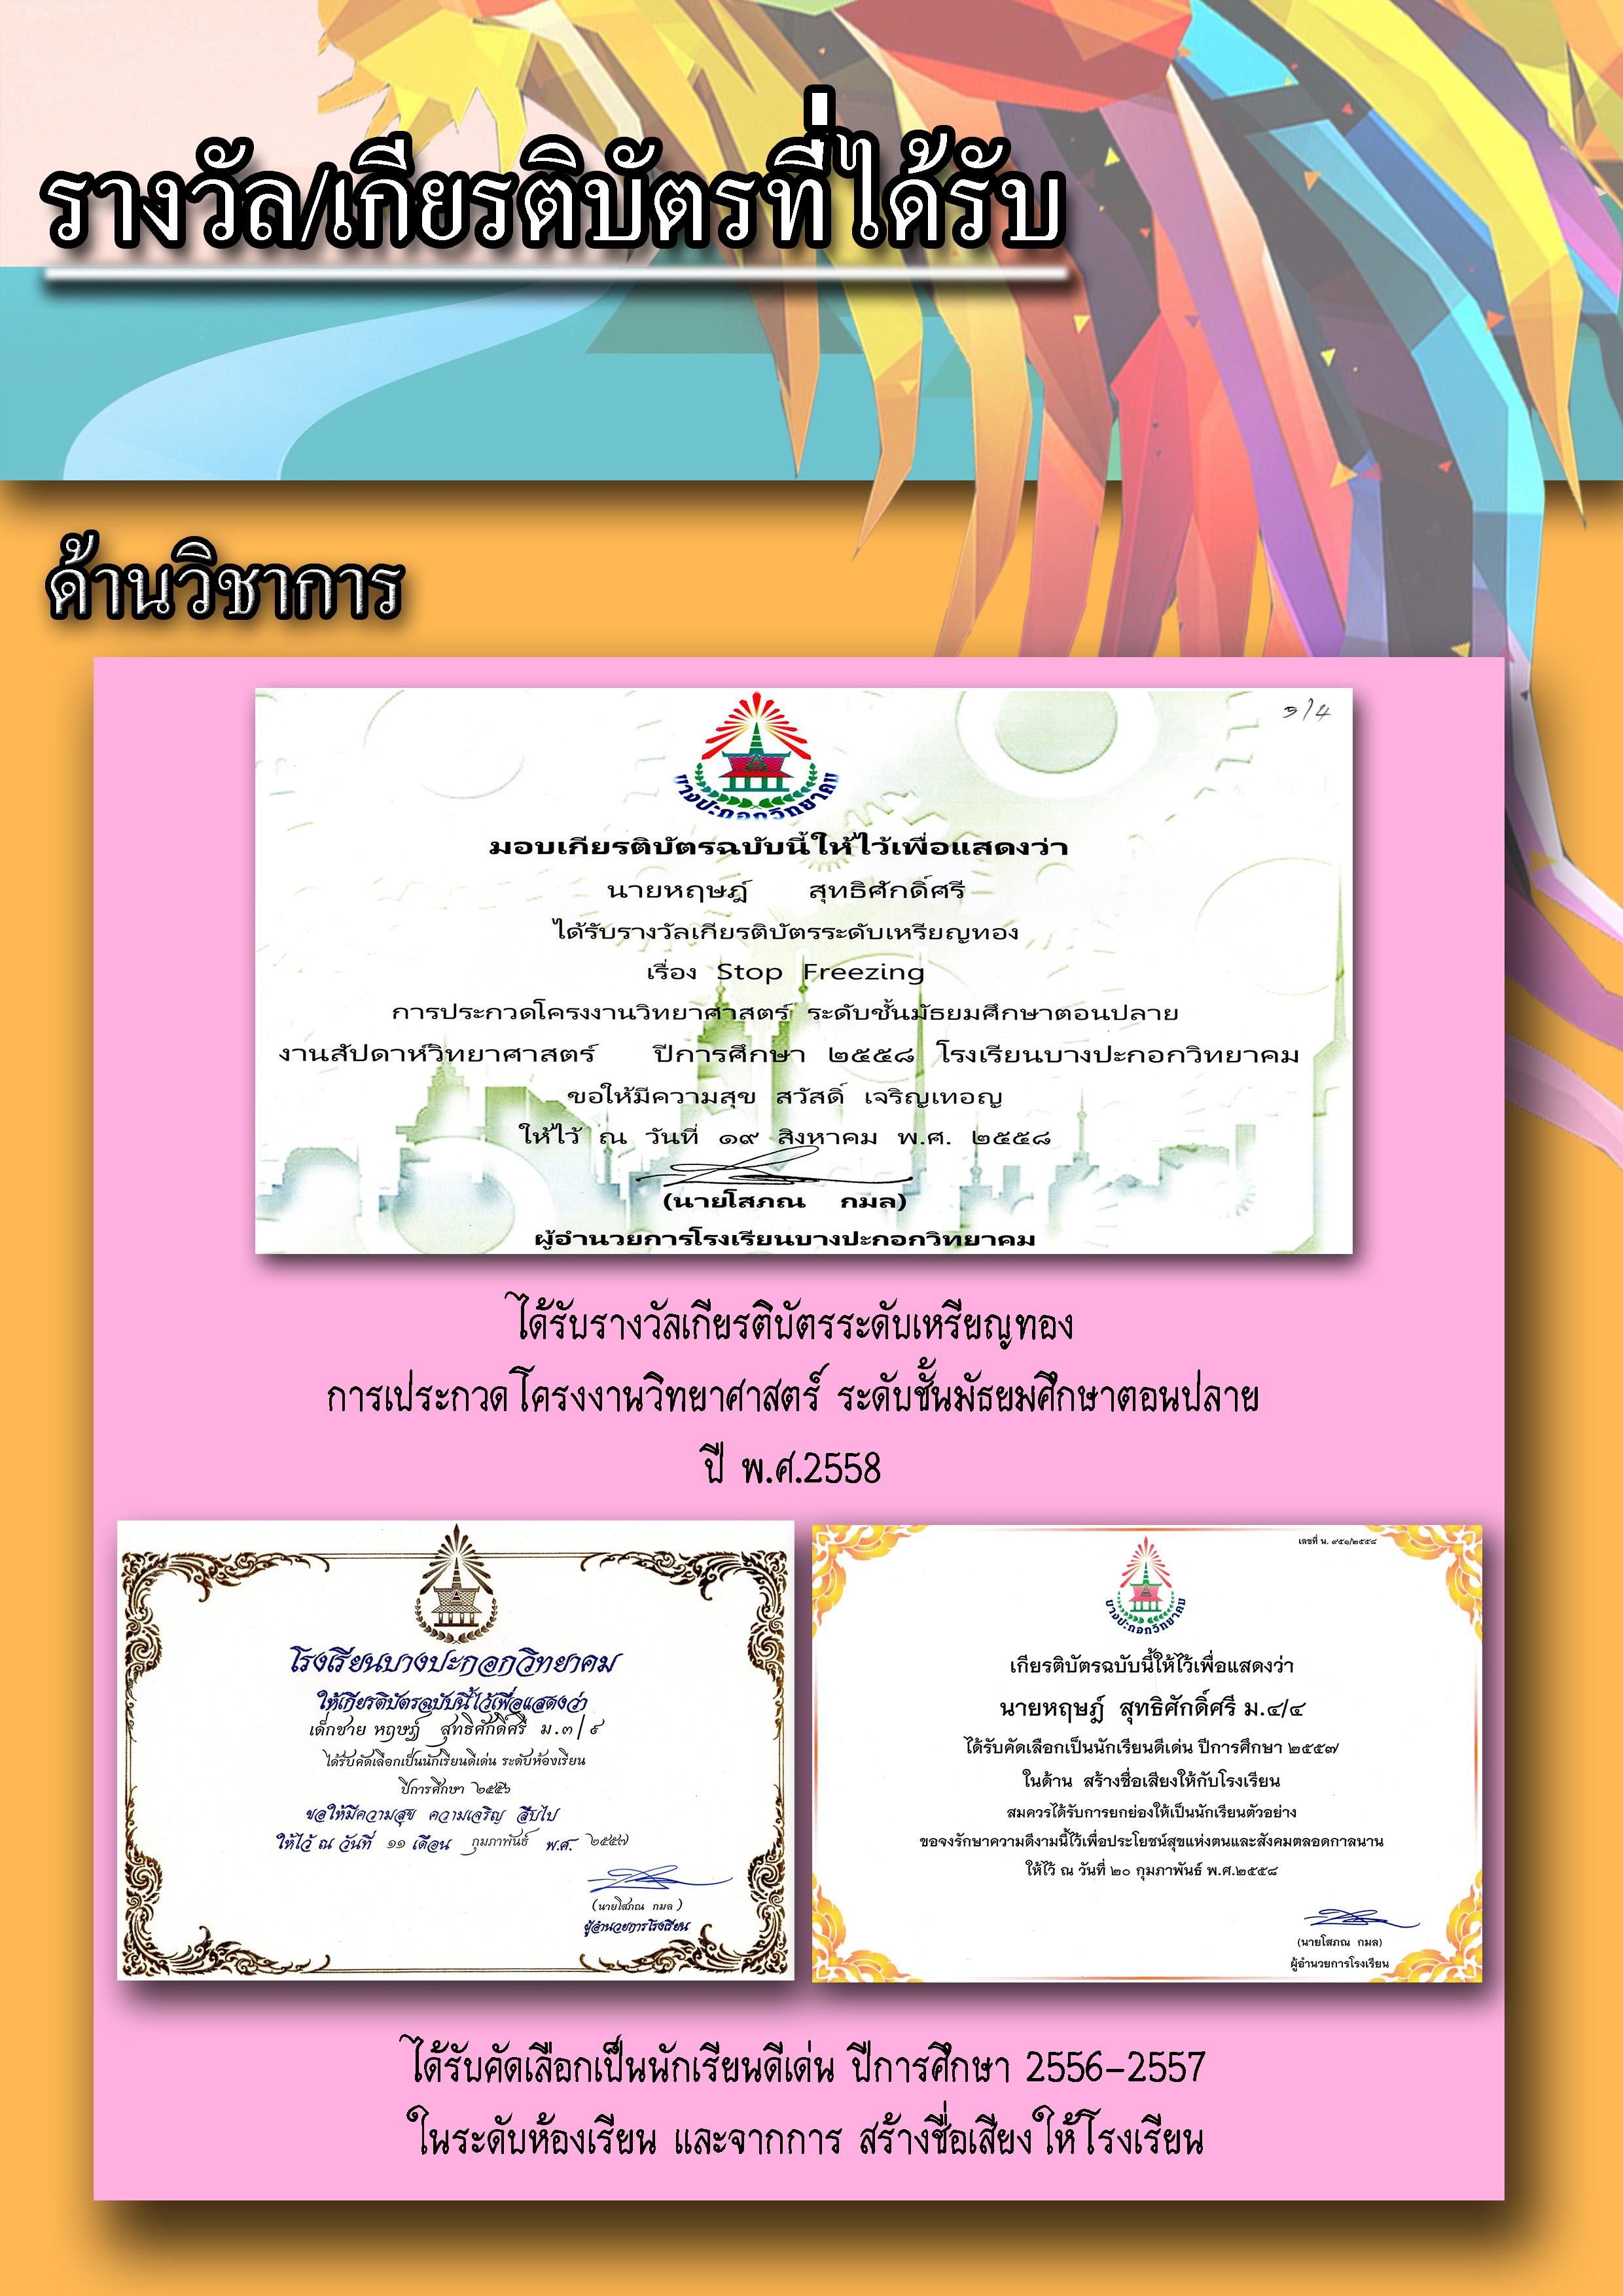 รางวัล/เกียรติบัตรที่ได้รับ
ด้านวิชาการ
๑/4
บางปะกอกวิทยาคม
มอบเกียรติบัตรฉบับนี้ให้ไว้เพื่อแสดงว่า
นายหฤษฎ์ สุทธิศักดิ์ศรี
ได้รับรางวัลเกียรติบัตรระดับเหรียญทอง
เรื่อง Stop Freezing
การประกวดโครงงานวิทยาศาสตร์ ระดับชั้นมัธยมศึกษาตอนปลาย
งานสัปดาห์วิทยาศาสตร์ ปีการศึกษา ๒๕๕๘ โรงเรียนบางปะกอกวิทยาคม
ขอให้มีความสุข สวัสดิ์ เจริญเทอญ
ให้ไว้ ณ วันที่ ๑๙ สิงหาคม พ.ศ. ๒๕๕๘
(นายโสภณ กมล)
ผู้อำนวยการโรงเรียนบางปะกอกวิทยาคม
ได้รับรางวัลเกียรติบัตรระดับเหรียญทอง
การเประกวดโครงงานวิทยาศาสตร์ ระดับชั้นมัธยมศึกษาตอนปลาย
ปี พ.ศ.2558
โรงเรียนบางปะกอกวิทยาคม
ให้เกียรติบัตรฉบับนี้ไว้เพื่อแสดงว่า
เด็กชาย หฤษฎ์ สุทธิศักดิ์ศรี ม.๓/๙
ได้รับคัดเลือกเป็นนักเรียนดีเด่น ระดับห้องเรียน
ปีการศึกษา ๒๕๕๖
ขอให้มีความสุข ความเจริญ สืบไป
ให้ไว้ ณ วันที่ ๑๑ เดือน กุมภาพันธ์ พ.ศ. ๒๕๕๗
(นายโสภณ กมล)
ผู้อำนวยการโรงเรียน
เลขที่ น. ๙๕๑/๒๕๕๘
บางปะกอกวิทยาคม
เกียรติบัตรฉบับนี้ให้ไว้เพื่อแสดงว่า
นายหฤษฎ์ สุทธิศักดิ์ศรี ม.๔/๔
ได้รับคัดเลือกเป็นนักเรียนดีเด่น ปีการศึกษา ๒๕๕๗
ในด้าน สร้างชื่อเสียงให้กับโรงเรียน
สมควรได้รับการยกย่องให้เป็นนักเรียนตัวอย่าง
ขอจงรักษาความดีงามนี้ไว้เพื่อประโยชน์สุขแห่งตนและสังคมตลอดกาลนาน
ให้ไว้ ณ วันที่ ๒๐ กุมภาพันธ์ พ.ศ.๒๕๕๘
(นายโสภณ กมล)
ผู้อำนวยการโรงเรียน
ได้รับคัดเลือกเป็นนักเรียนดีเด่น ปีการศึกษา 2556-2557
ในระดับห้องเรียน และจากการ สร้างชื่อเสียงให้โรงเรียน